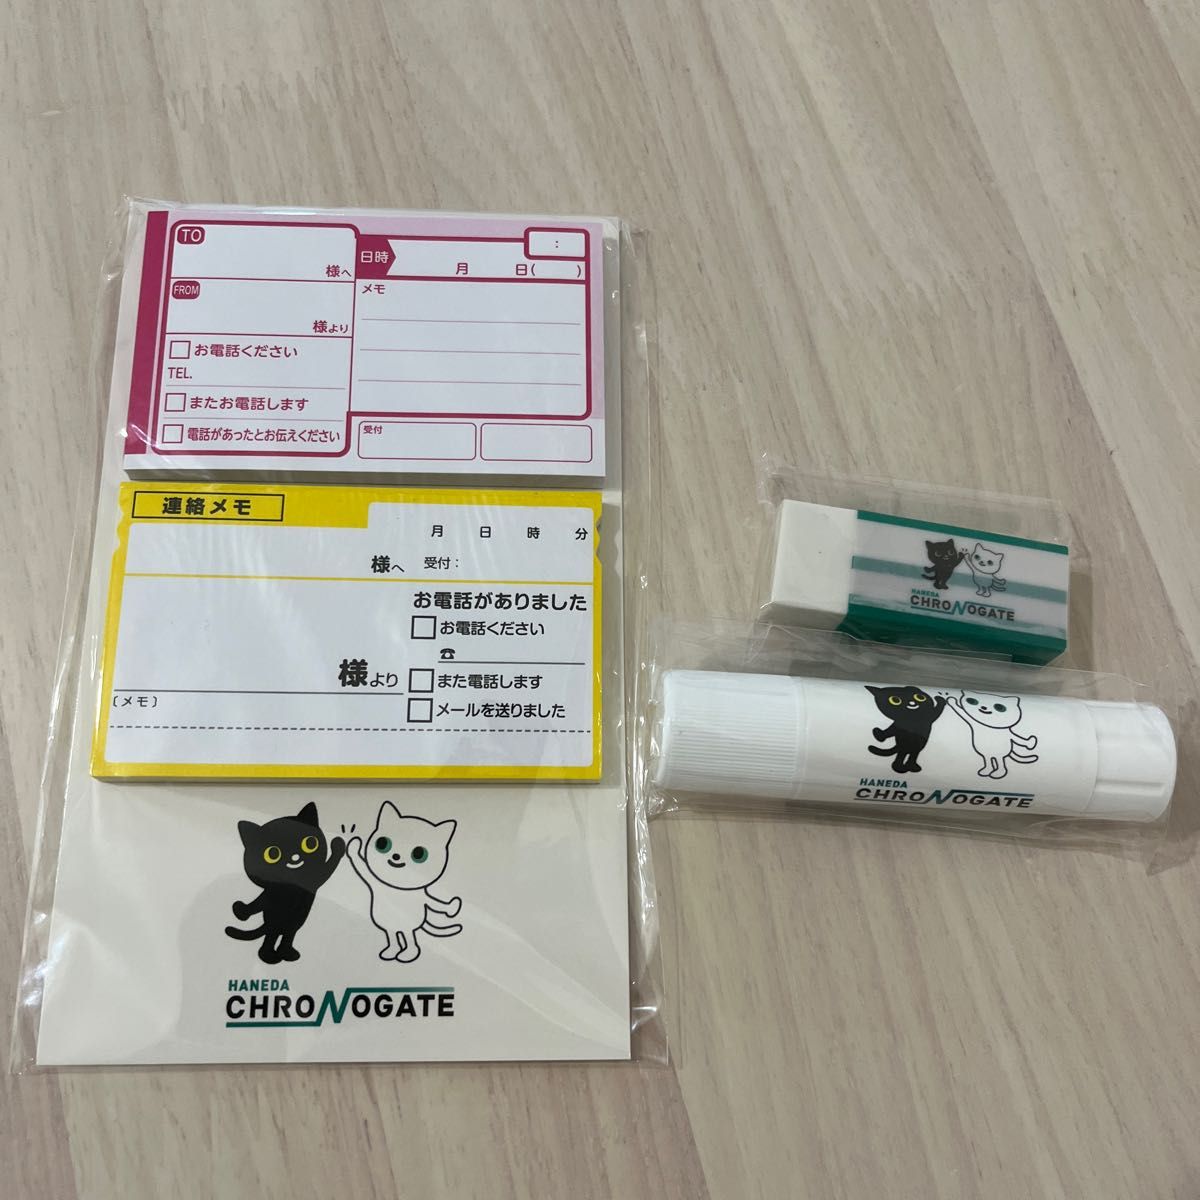 TO
様へ
FROM
様より
お電話ください
TEL.
またお電話します
電話があったとお伝えください
:
日時
月 日( )
メモ
受付
連絡メモ
月 日 時 分
様へ 受付:
お電話がありました
お電話ください
☎
様より
また電話します
メールを送りました
〔メモ〕
HANEDA
CHRONOGATE
HANEDA
CHRONOGATE
HANEDA
CHRONOGATE